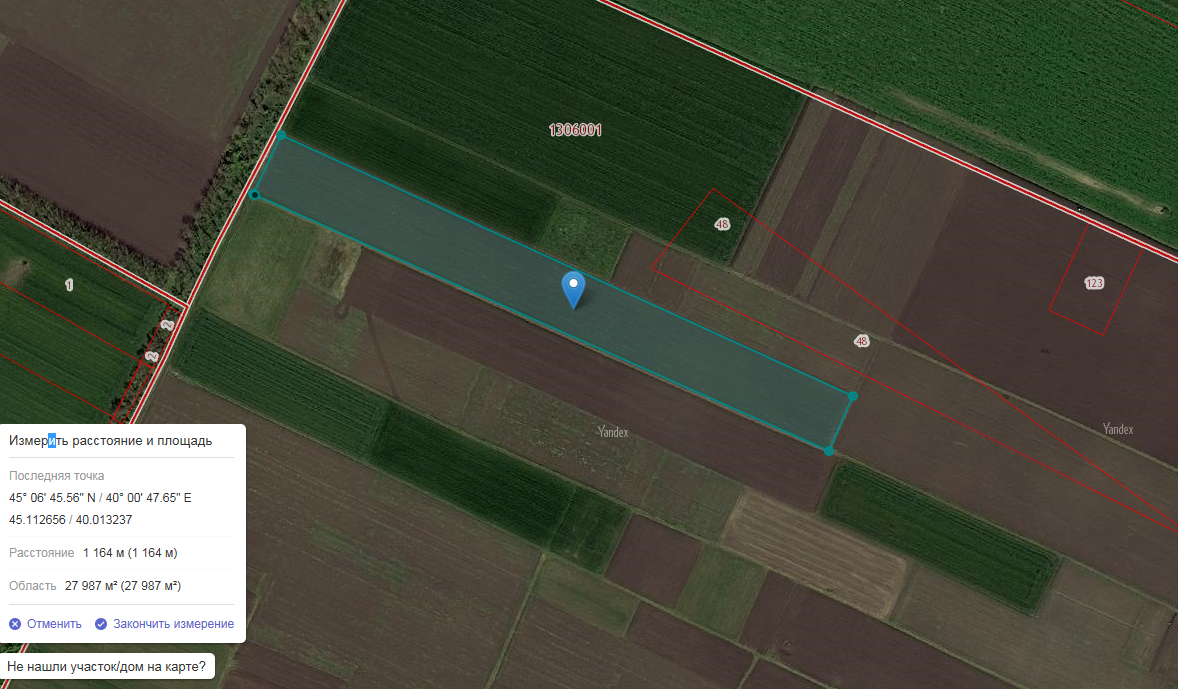 1306001
48
123
1
2
48
2
Yandex
Yandex
Измерить расстояние и площадь
Последняя точка
45° 06' 45.56" N / 40° 00' 47.65" E
45.112656 / 40.013237
Расстояние 1 164 м (1 164 м)
Область 27 987 м² (27 987 м²)
Отменить Закончить измерение
Не нашли участок/дом на карте?